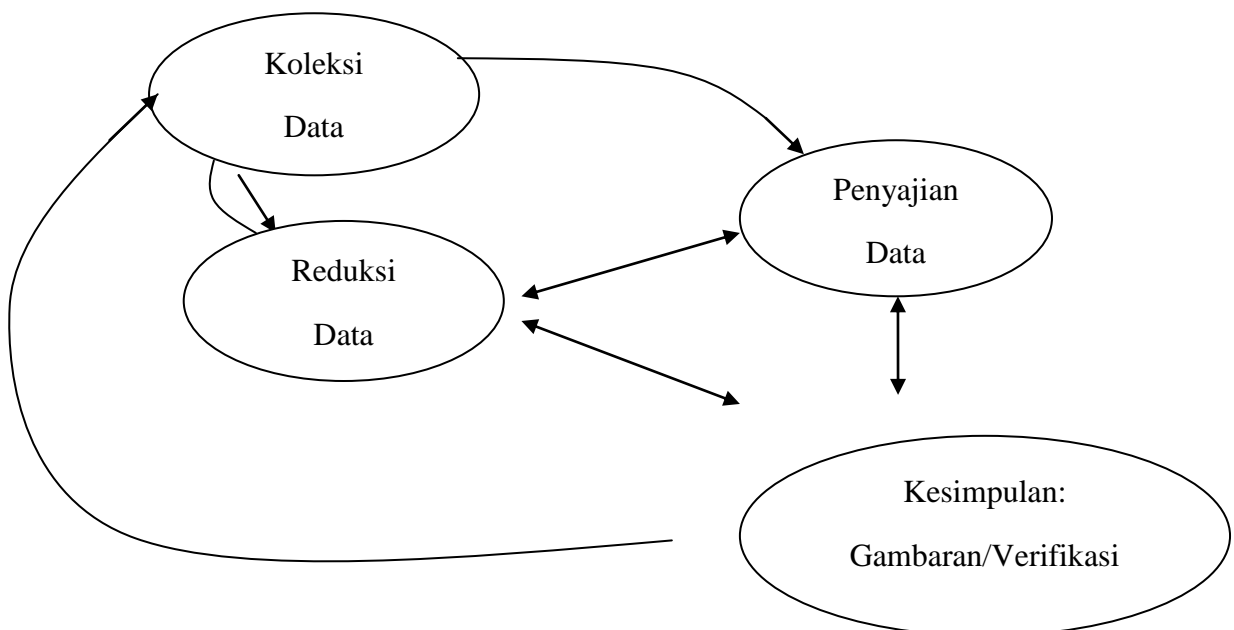 Koleksi
Data
Penyajian
Data
Reduksi
Data
Kesimpulan:
Gambaran/Verifikasi